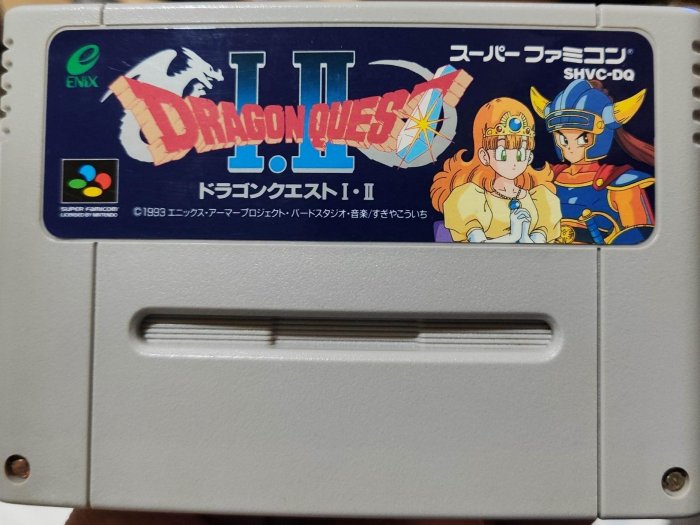 ENIX
スーパーファミコン®
SHVC-DQ
I.II
DRAGON QUEST
ドラゴンクエストI・II
SUPER FAMICOM
LICENSED BY NINTENDO
©1993 エニックス・アーマープロジェクト・バードスタジオ・音楽/すぎやこういち